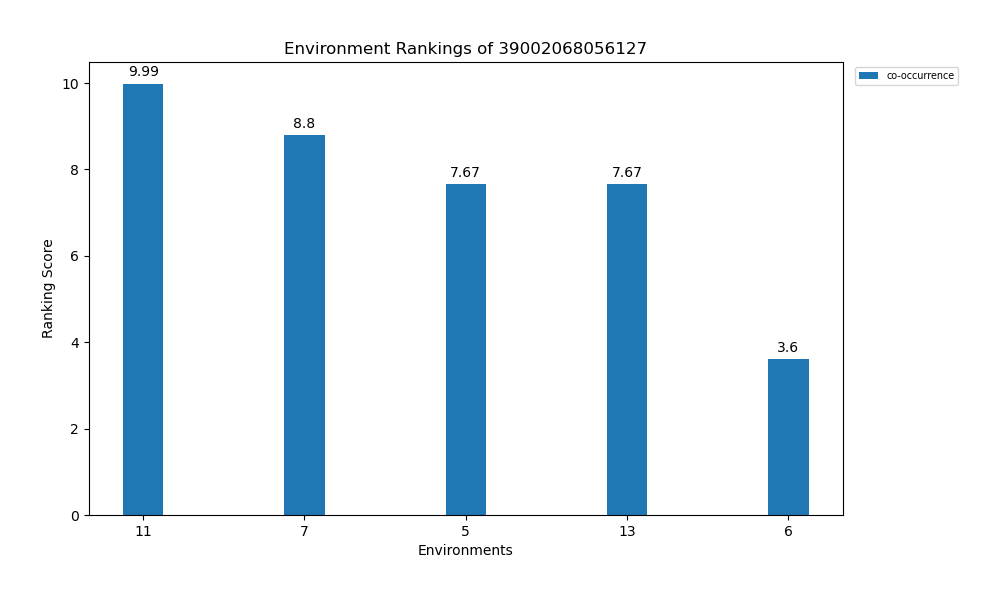 Environment Rankings of 39002068056127
co-occurrence
9.99
8.8
7.67
7.67
3.6
Ranking Score
10
8
6
4
2
0
11 7 5 13 6
Environments